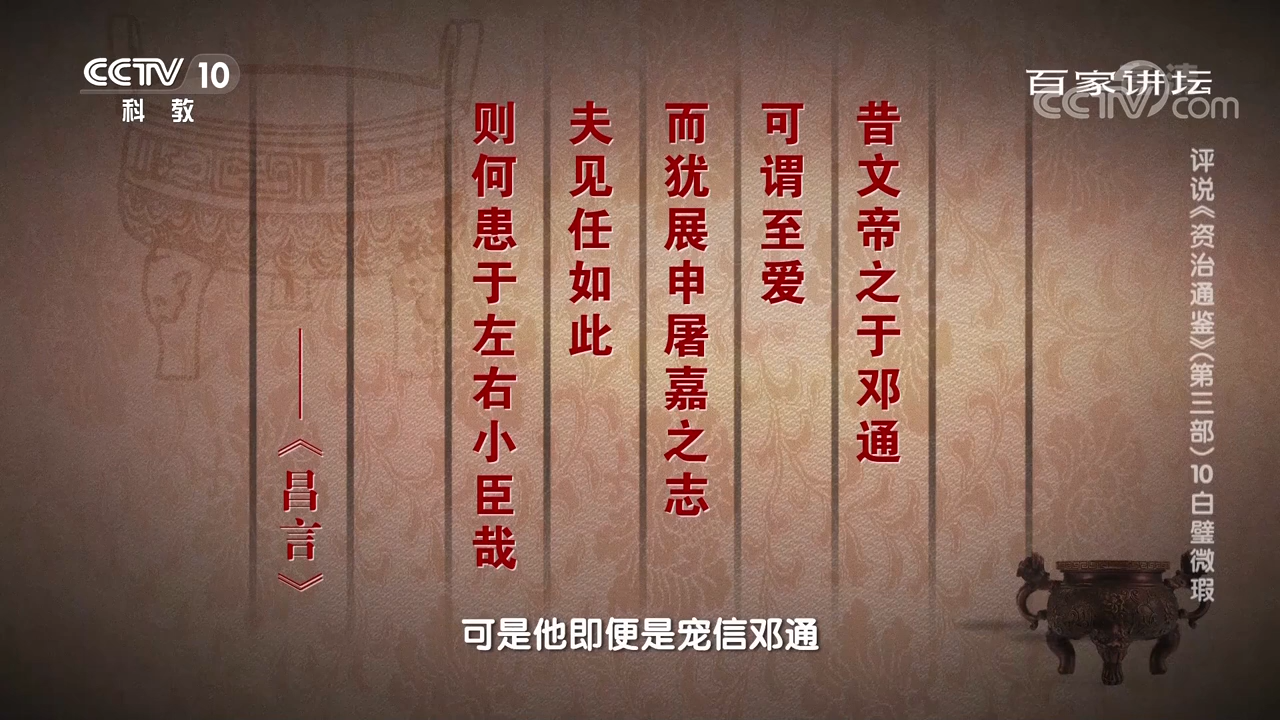 CCTV 10
科教
百家讲坛
CCTV.com
评说《资治通鉴》(第三部) 10 白璧微瑕
昔文帝之于邓通
可谓至爱
而犹展申屠嘉之志
夫见任如此
则何患于左右小臣哉
——《昌言》
可是他即便是宠信邓通